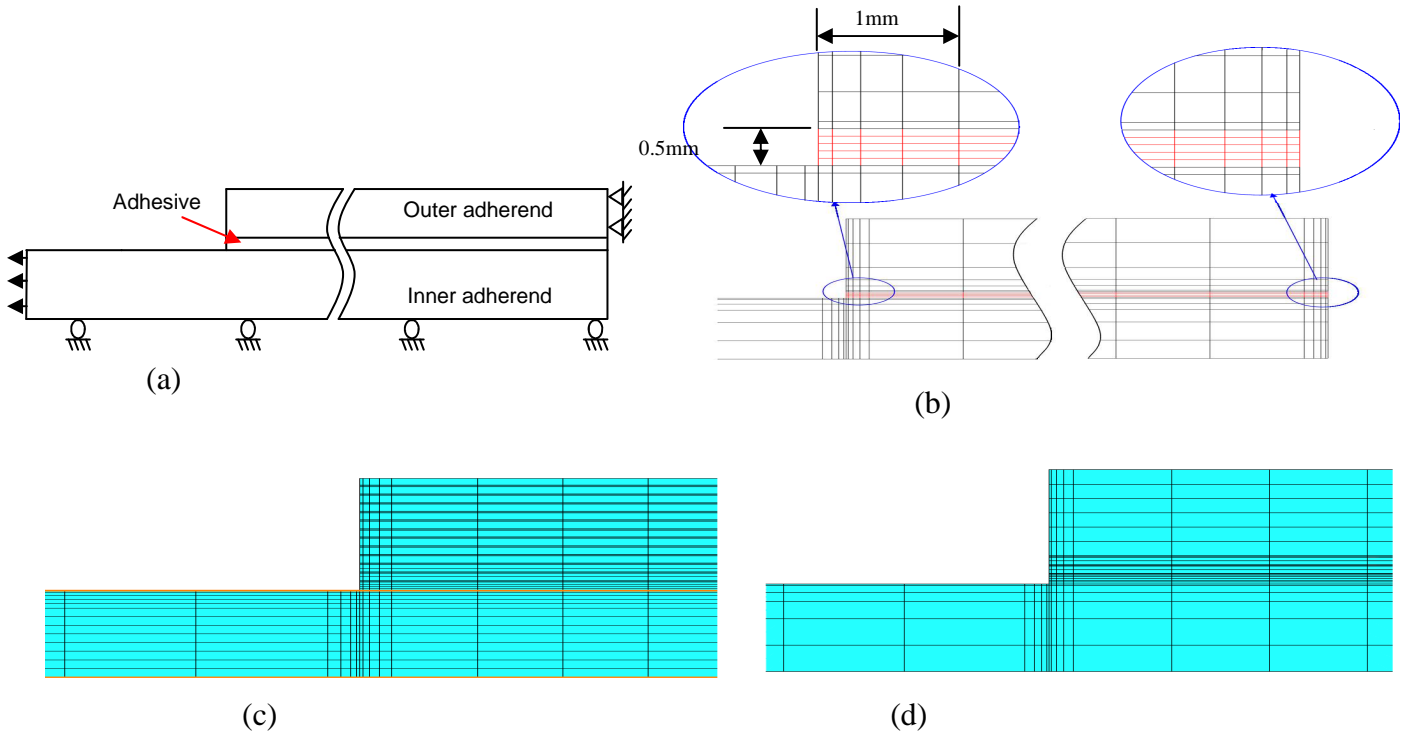 1mm
0.5mm
Adhesive
Outer adherend
Inner adherend
(a)
(b)
(c)
(d)